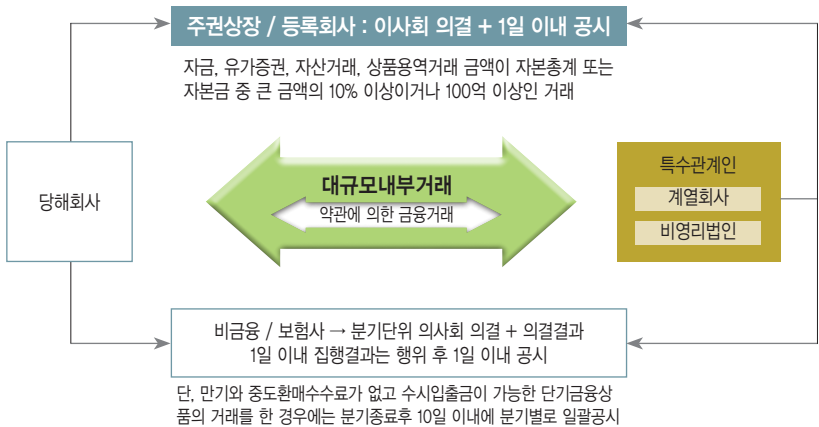 주권상장 / 등록회사 : 이사회 의결 + 1일 이내 공시
자금, 유가증권, 자산거래, 상품용역거래 금액이 자본총계 또는
자본금 중 큰 금액의 10% 이상이거나 100억 이상인 거래
당해회사
대규모내부거래
약관에 의한 금융거래
특수관계인
계열회사
비영리법인
비금융 / 보험사 → 분기단위 의사회 의결 + 의결결과
1일 이내 집행결과는 행위 후 1일 이내 공시
단, 만기와 중도환매수수료가 없고 수시입출금이 가능한 단기금융상
품의 거래를 한 경우에는 분기종료후 10일 이내에 분기별로 일괄공시